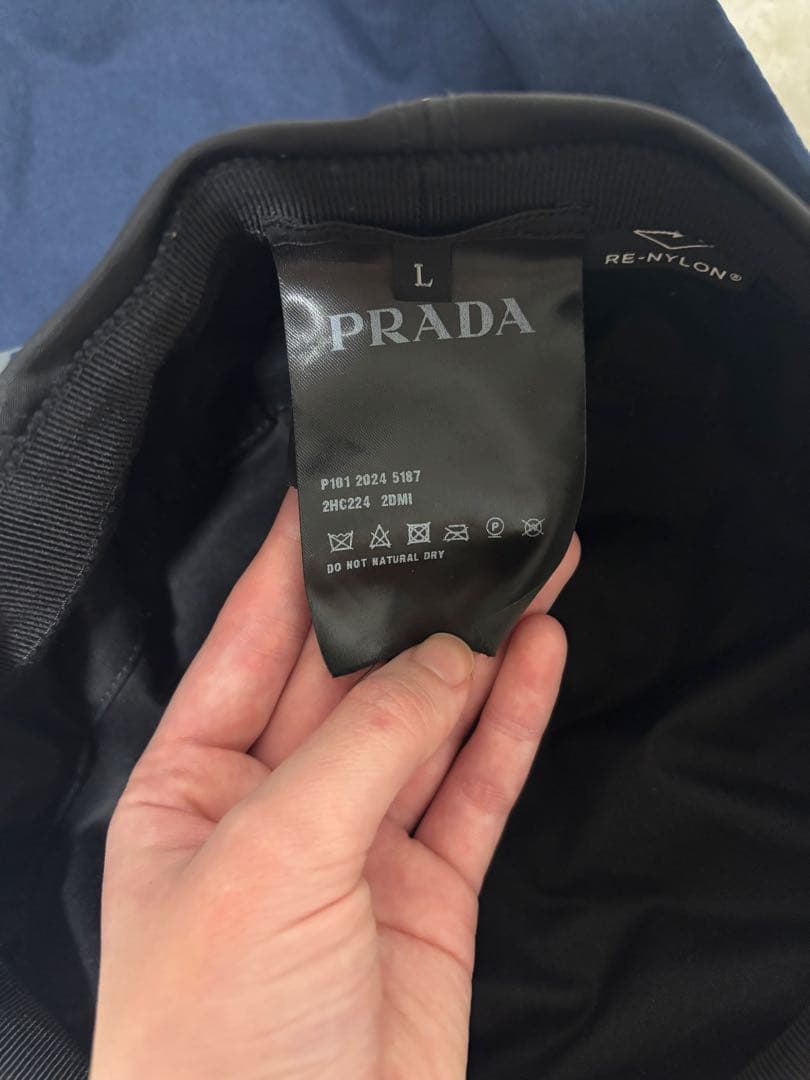 L
PRADA
RE-NYLON®
P101 2024 5187
2HC224 2DMI
P
DO NOT NATURAL DRY